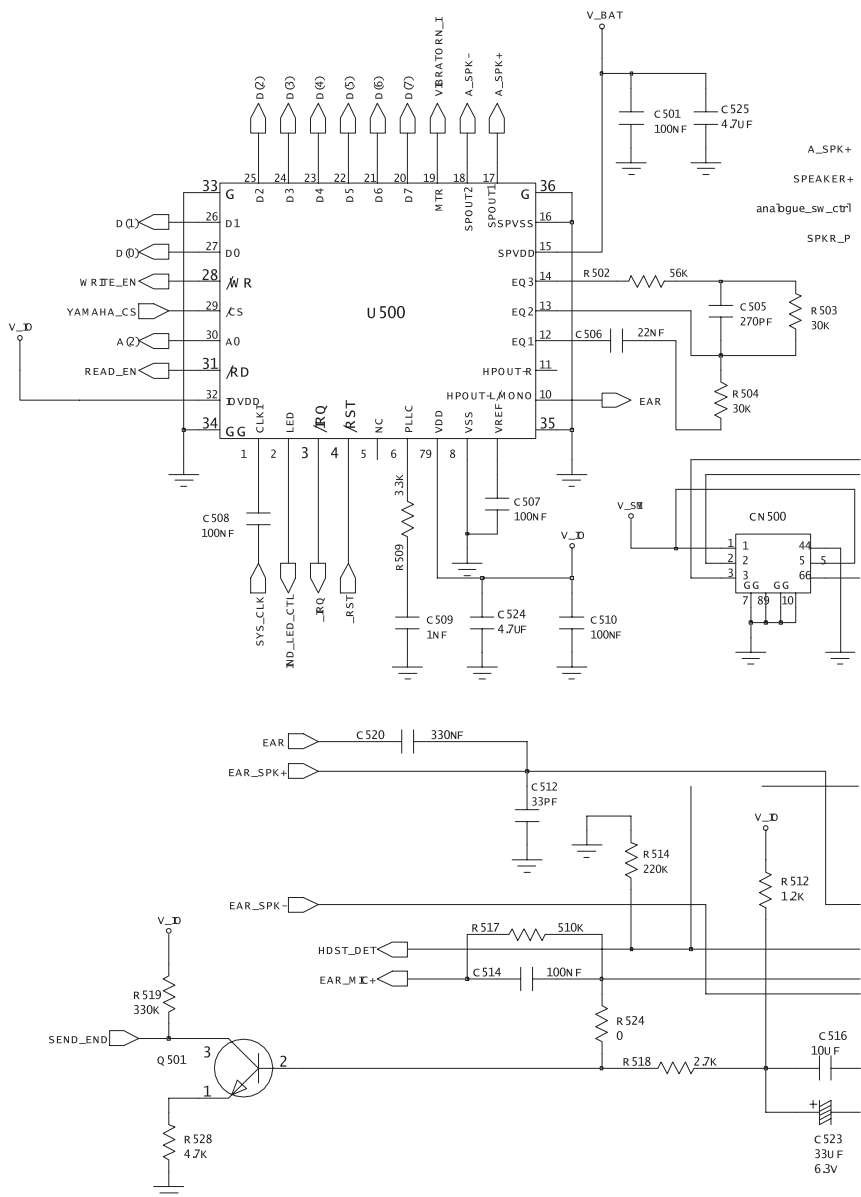 V_BAT
D(2)
D(3)
D(4)
D(5)
D(6)
D(7)
VIBRATORN_I
A_SPK-
A_SPK+
C501
100NF
C525
4.7UF
A_SPK+
SPEAKER+
analogue_sw_ctrl
SPKR_P
33
25
24
23
22
21
20
19
18
17
36
G
D2
D3
D4
D5
D6
D7
MTR
SPOUT2
SPOUT1
G
D(1)
26
D1
SPVSS
16
D(0)
27
D0
SPVDD
15
WRITE_EN
28
/WR
EQ3
14
R502
56K
YAMAHA_CS
29
/CS
U500
EQ2
13
C505
270PF
R503
30K
V_IO
A(2)
30
A0
EQ1
12
C506
22NF
READ_EN
31
/RD
HPOUT-R
11
32
IOVDD
HPOUT-L/MONO
10
EAR
R504
30K
34
GG
CLK1
LED
/IRQ
/RST
NC
PLLC
VDD
VSS
VREF
35
1
2
3
4
5
6
79
8
C508
100NF
3.3K
R509
C507
100NF
V_IO
V_SIM
CN500
1
1
44
2
2
5
5
3
3
66
GG
GG
7
89
10
SYS_CLK
IND_LED_CTL
_IRQ
_RST
C509
1NF
C524
4.7UF
C510
100NF
EAR
C520
330NF
EAR_SPK+
C512
33PF
V_IO
R514
220K
R512
1.2K
EAR_SPK-
V_IO
R517
510K
HDST_DET
EAR_MIC+
C514
100NF
R519
330K
R524
0
SEND_END
C516
10UF
Q501
3
2
R518
2.7K
1
+
R528
4.7K
C523
33UF
6.3V